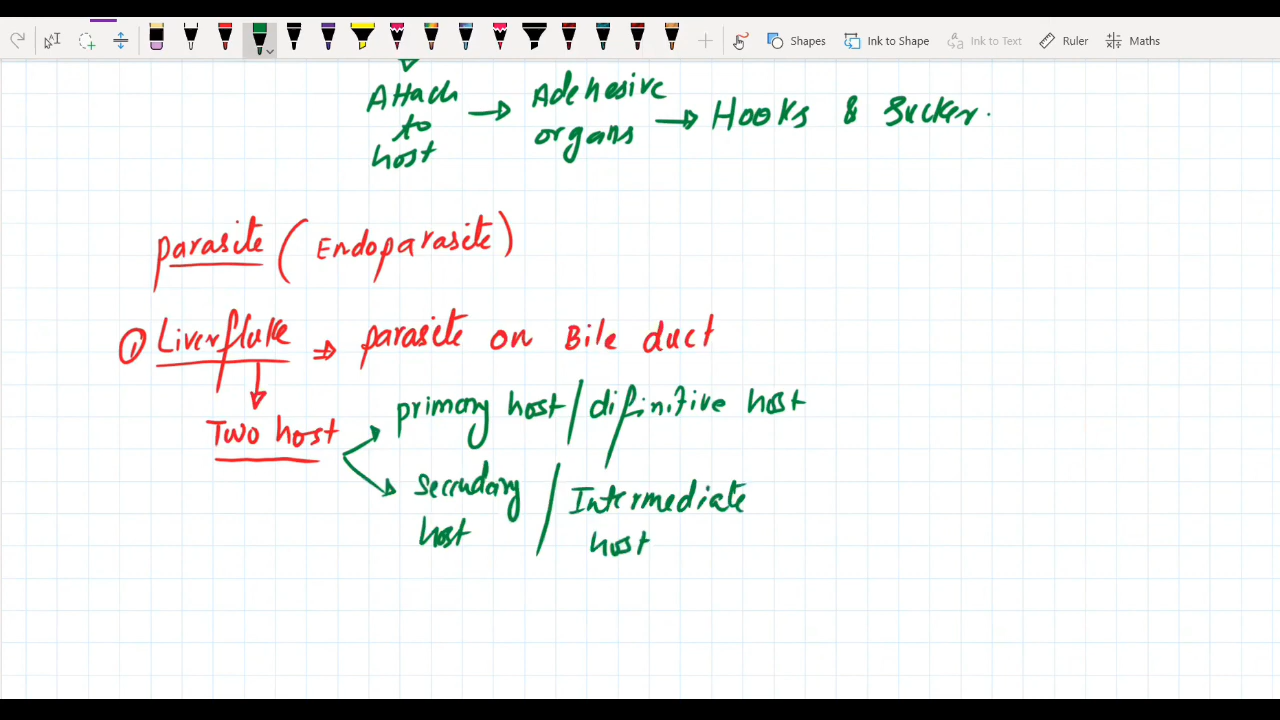 Shapes Ink to Shape Ink to Text Ruler Maths
Attach to host → Adehesive organs → Hooks & Sucker.
parasite (Endoparasite)
① Liverfluke ⇒ parasite on Bile duct
Two host
primary host / difinitive host
secondary host / Intermediate host